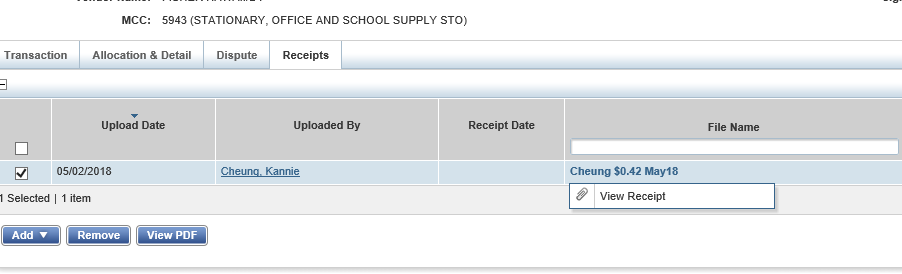 MCC: 5943 (STATIONARY, OFFICE AND SCHOOL SUPPLY STO)
Transaction Allocation & Detail Dispute Receipts
Upload Date Uploaded By Receipt Date File Name
05/02/2018 Cheung, Kannie Cheung $0.42 May18
View Receipt
1 Selected | 1 item
Add Remove View PDF